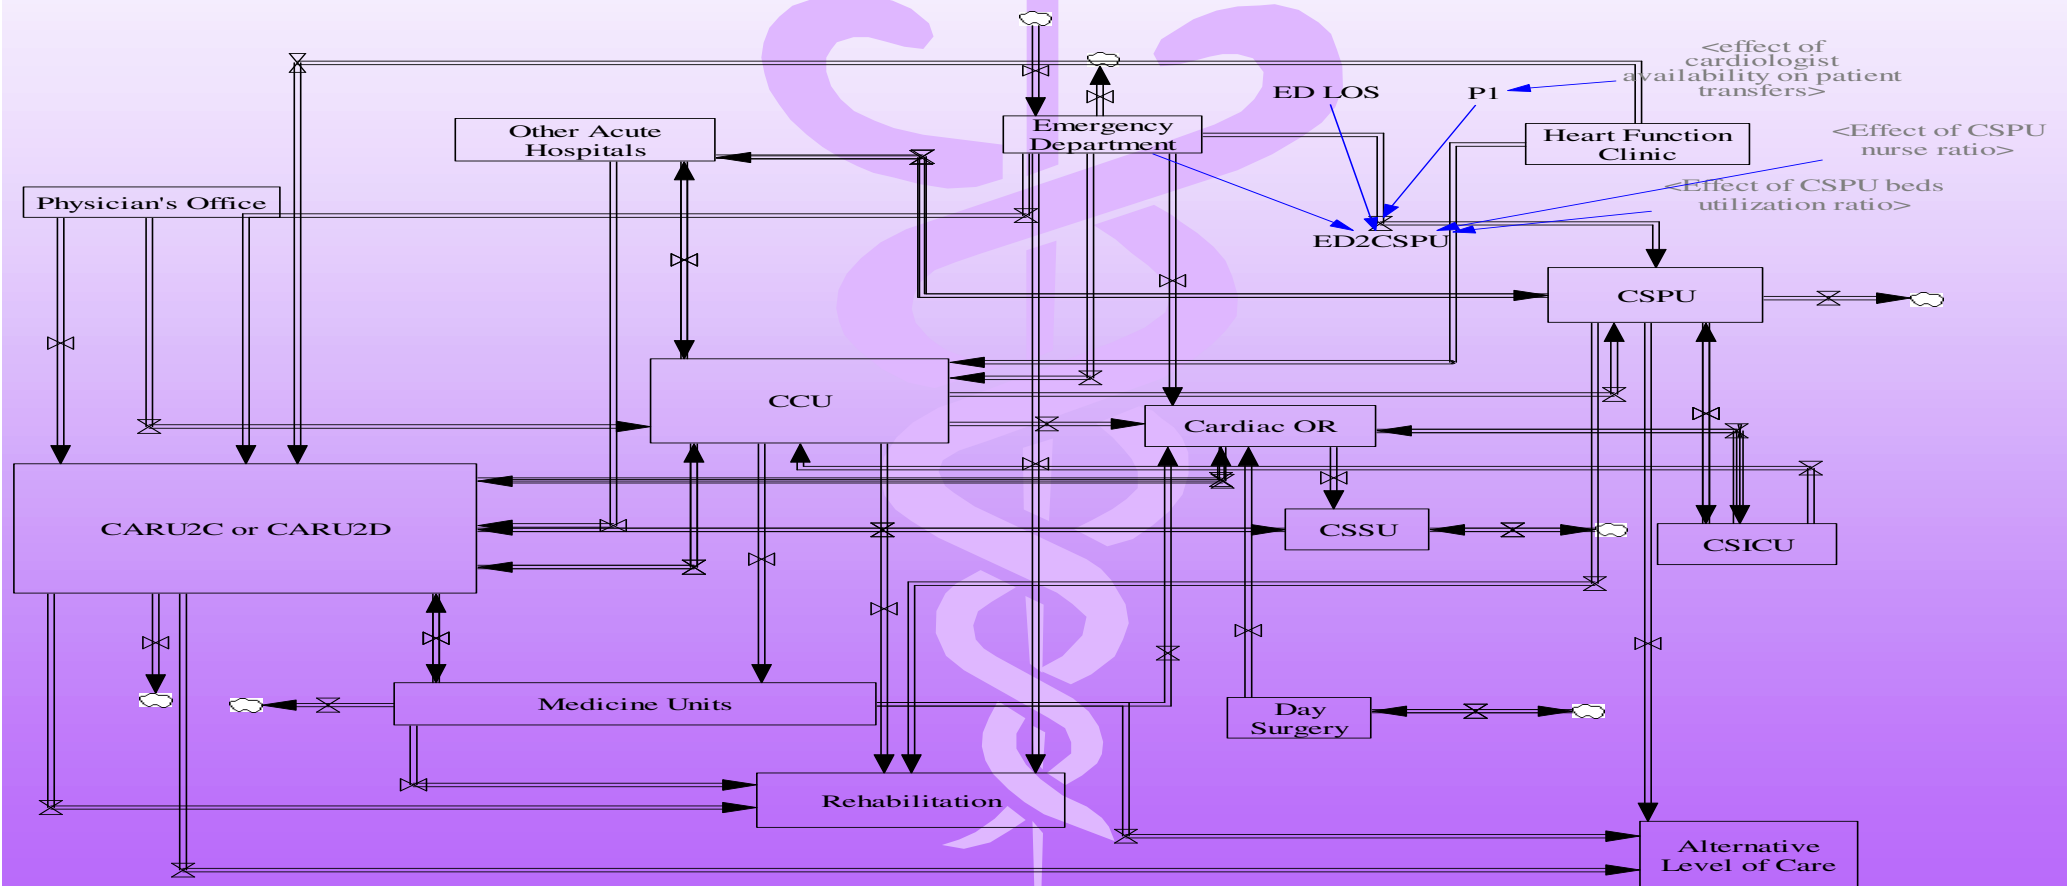 <effect of
cardiologist
availability on patient
transfers>
ED LOS
P1
Emergency
Department
Other Acute
Hospitals
Heart Function
Clinic
<Effect of CSPU
nurse ratio>
<Effect of CSPU beds
utilization ratio>
Physician's Office
ED2CSPU
CSPU
CCU
Cardiac OR
CARU2C or CARU2D
CSSU
CSICU
Medicine Units
Day
Surgery
Rehabilitation
Alternative
Level of Care